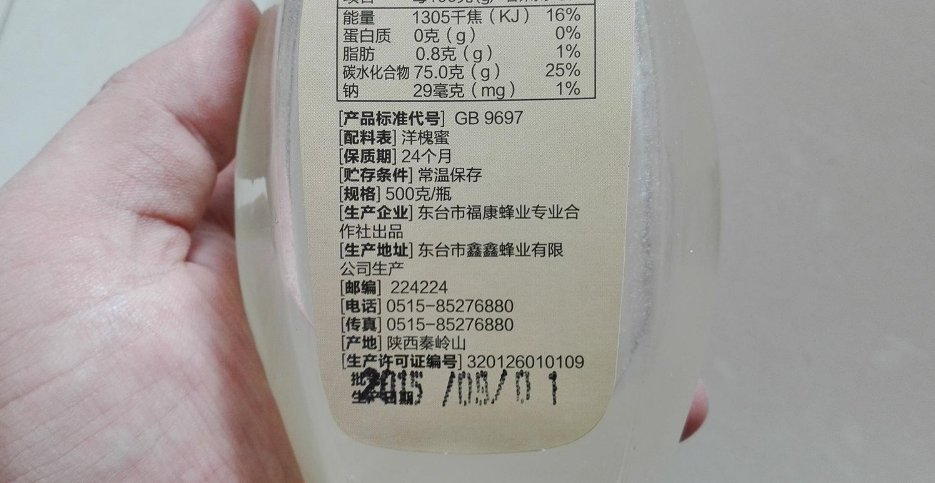 能量 1305千焦(KJ) 16%
蛋白质 0克(g) 0%
脂肪 0.8克(g) 1%
碳水化合物 75.0克(g) 25%
钠 29毫克(mg) 1%
[产品标准代号] GB 9697
[配料表] 洋槐蜜
[保质期] 24个月
[贮存条件] 常温保存
[规格] 500克/瓶
[生产企业] 东台市福康蜂业专业合
作社出品
[生产地址] 东台市鑫鑫蜂业有限
公司生产
[邮编] 224224
[电话] 0515-85276880
[传真] 0515-85276880
[产地] 陕西秦岭山
[生产许可证编号] 320126010109
2015/09/01